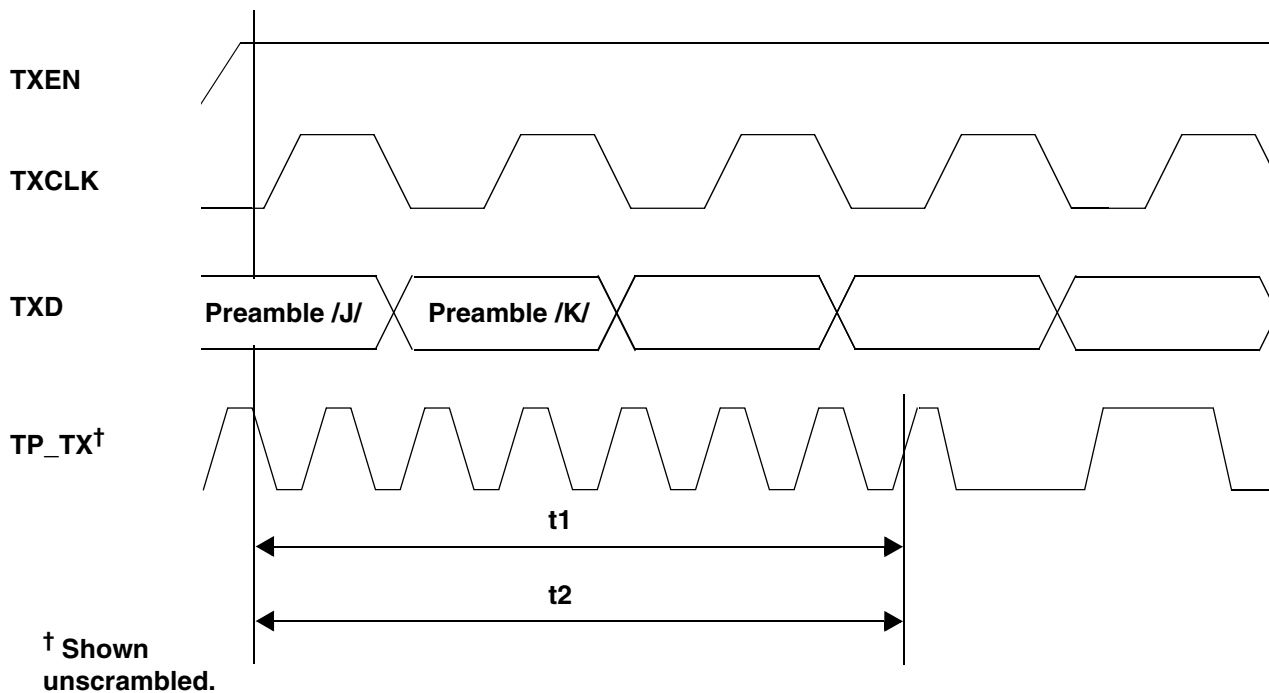 TXEN
TXCLK
TXD
Preamble /J/
Preamble /K/
TP_TX†
t1
t2
† Shown
unscrambled.